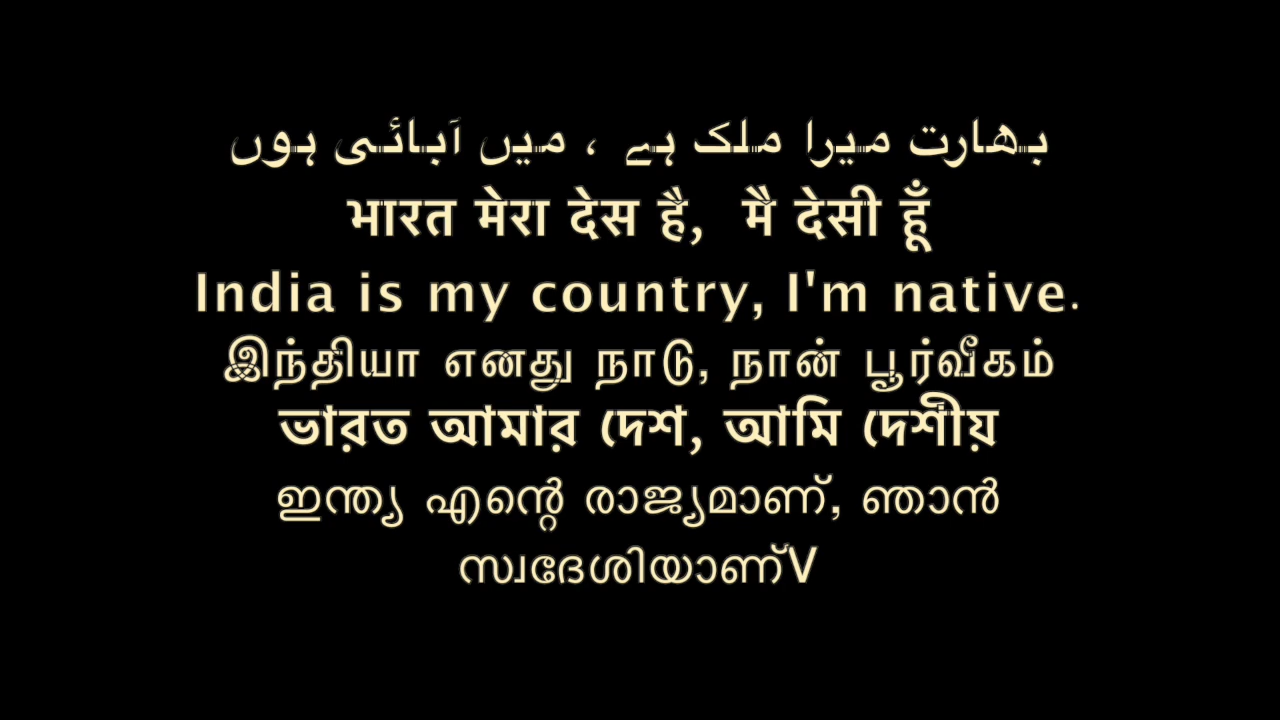 بھارت میرا ملک ہے ، میں آبائی ہوں
भारत मेरा देस है, मै देसी हूँ
India is my country, I'm native.
இந்தியா எனது நாடு, நான் பூர்வீகம்
ভারত আমার দেশ, আমি দেশীয়
ഇന്ത്യ എന്റെ രാജ്യമാണ്, ഞാൻ
സ്വദേശിയാണ്V